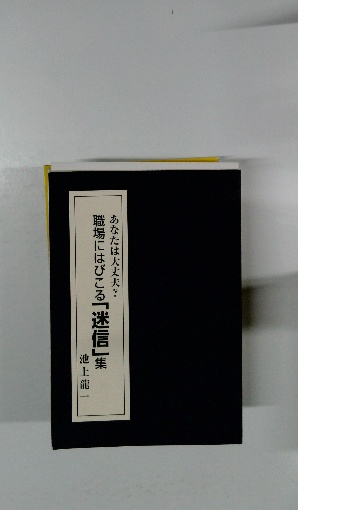 あなたは大丈夫?
職場にはびこる「迷信」集
池上龍一